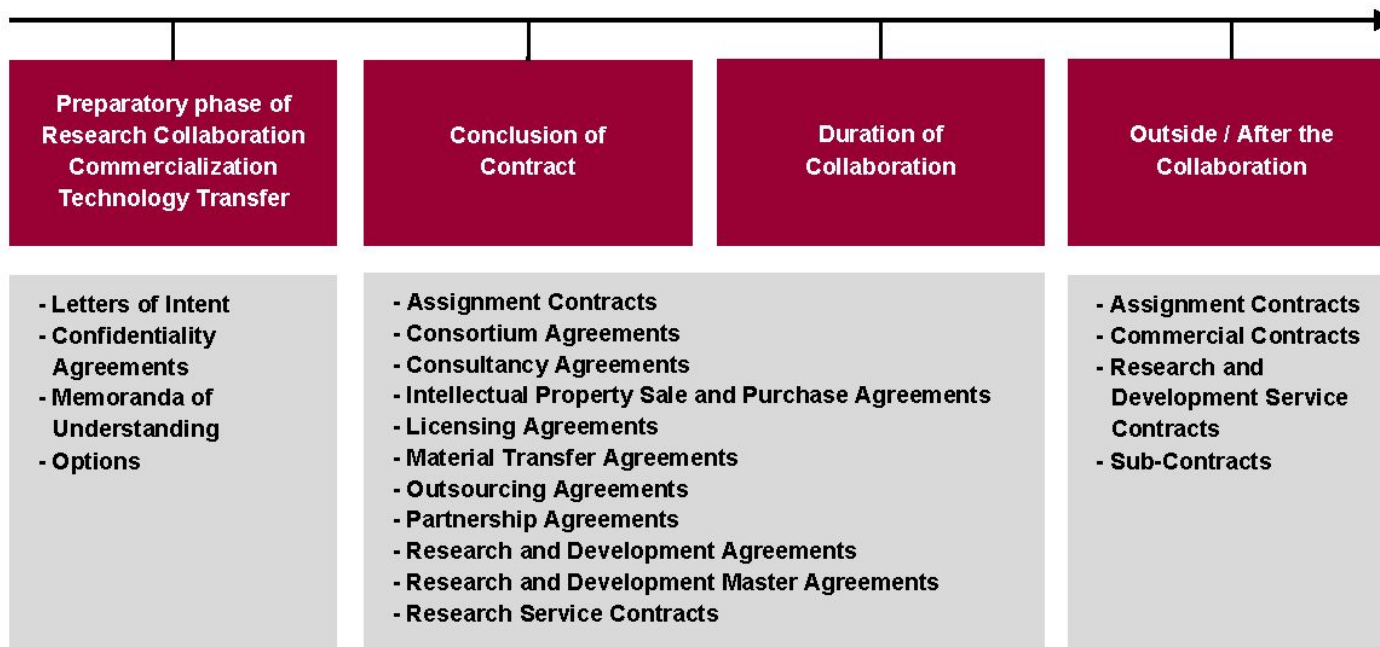 Preparatory phase of
Research Collaboration
Commercialization
Technology Transfer
Conclusion of
Contract
Duration of
Collaboration
Outside / After the
Collaboration
- Letters of Intent
- Confidentiality
Agreements
- Memoranda of
Understanding
- Options
- Assignment Contracts
- Consortium Agreements
- Consultancy Agreements
- Intellectual Property Sale and Purchase Agreements
- Licensing Agreements
- Material Transfer Agreements
- Outsourcing Agreements
- Partnership Agreements
- Research and Development Agreements
- Research and Development Master Agreements
- Research Service Contracts
- Assignment Contracts
- Commercial Contracts
- Research and
Development Service
Contracts
- Sub-Contracts